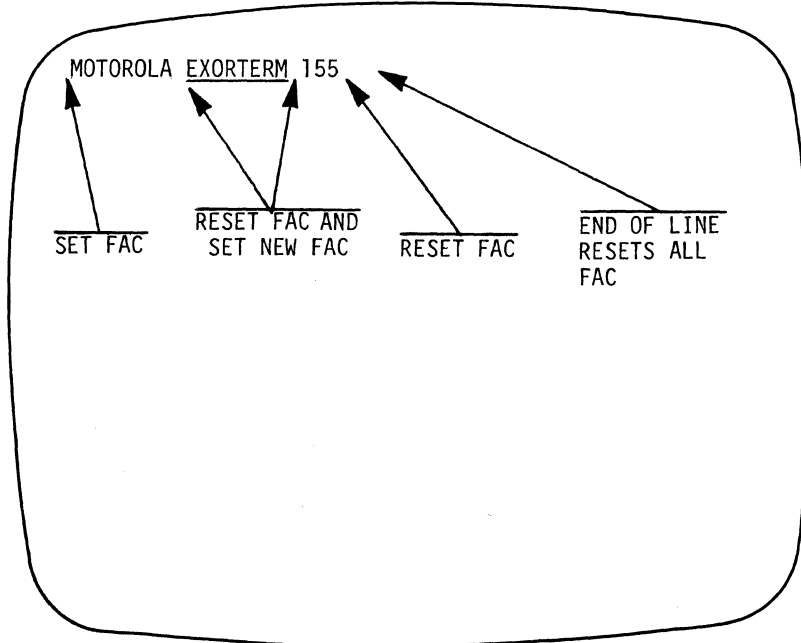 MOTOROLA EXORTERM 155
SET FAC
RESET FAC AND
SET NEW FAC
RESET FAC
END OF LINE
RESETS ALL
FAC